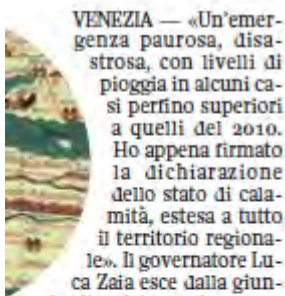 VENEZIA — «Un'emer-
genza paurosa, disa-
strosa, con livelli di
pioggia in alcuni ca-
si perfino superiori
a quelli del 2010.
Ho appena firmato
la dichiarazione
dello stato di cala-
mità, estesa a tutto
il territorio regiona-
le». Il governatore Lu-
ca Zaia esce dalla giun-